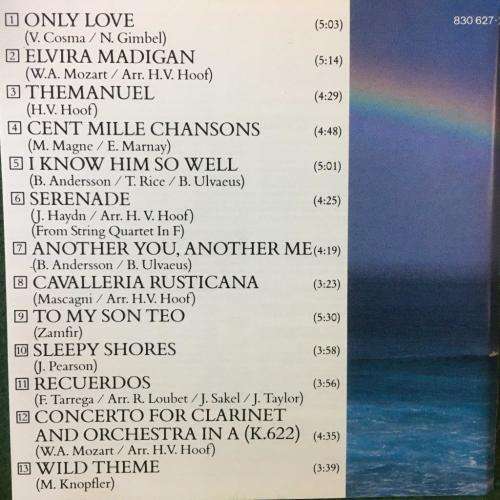 830 627-
1 ONLY LOVE (5:03)
(V. Cosma / N. Gimbel)
2 ELVIRA MADIGAN (5:14)
(W.A. Mozart / Arr. H.V. Hoof)
3 THEMANUEL (4:29)
(H.V. Hoof)
4 CENT MILLE CHANSONS (4:48)
(M. Magne / E. Marnay)
5 I KNOW HIM SO WELL (5:01)
(B. Andersson / T. Rice / B. Ulvaeus)
6 SERENADE (4:25)
(J. Haydn / Arr. H. V. Hoof)
(From String Quartet In F)
7 ANOTHER YOU, ANOTHER ME (4:19)
(B. Andersson / B. Ulvaeus)
8 CAVALLERIA RUSTICANA (3:23)
(Mascagni / Arr. H.V. Hoof)
9 TO MY SON TEO (5:30)
(Zamfir)
10 SLEEPY SHORES (3:58)
(J. Pearson)
11 RECUERDOS (3:56)
(F. Tarrega / Arr. R. Loubet / J. Sakel / J. Taylor)
12 CONCERTO FOR CLARINET
AND ORCHESTRA IN A (K.622) (4:35)
(W.A. Mozart / Arr. H.V. Hoof)
13 WILD THEME (3:39)
(M. Knopfler)